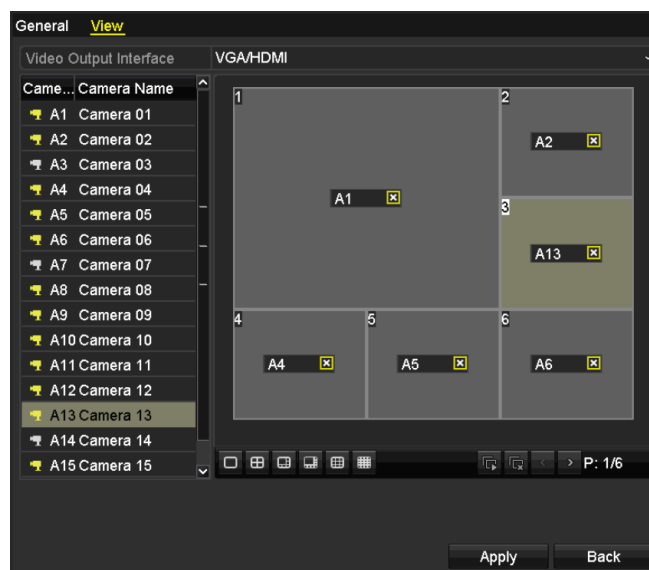 General View
Video Output Interface VGA/HDMI
Came... Camera Name
A1 Camera 01
A2 Camera 02
A3 Camera 03
A4 Camera 04
A5 Camera 05
A6 Camera 06
A7 Camera 07
A8 Camera 08
A9 Camera 09
A10 Camera 10
A11 Camera 11
A12 Camera 12
A13 Camera 13
A14 Camera 14
A15 Camera 15
1
A1
2
A2
3
A13
4
A4
5
A5
6
A6
P: 1/6
Apply Back